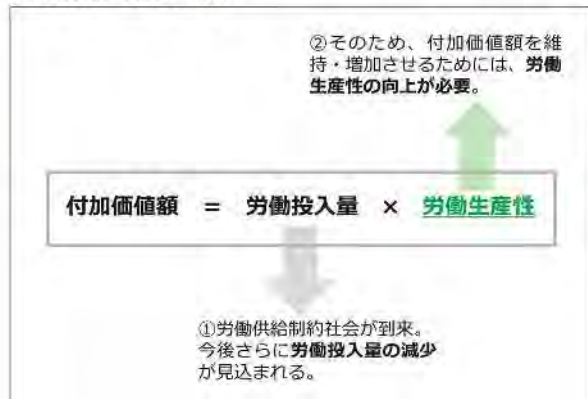 ②そのため、付加価値額を維
持・増加させるためには、労働
生産性の向上が必要。
付加価値額 = 労働投入量 × 労働生産性
①労働供給制約社会が到来。
今後さらに労働投入量の減少
が見込まれる。